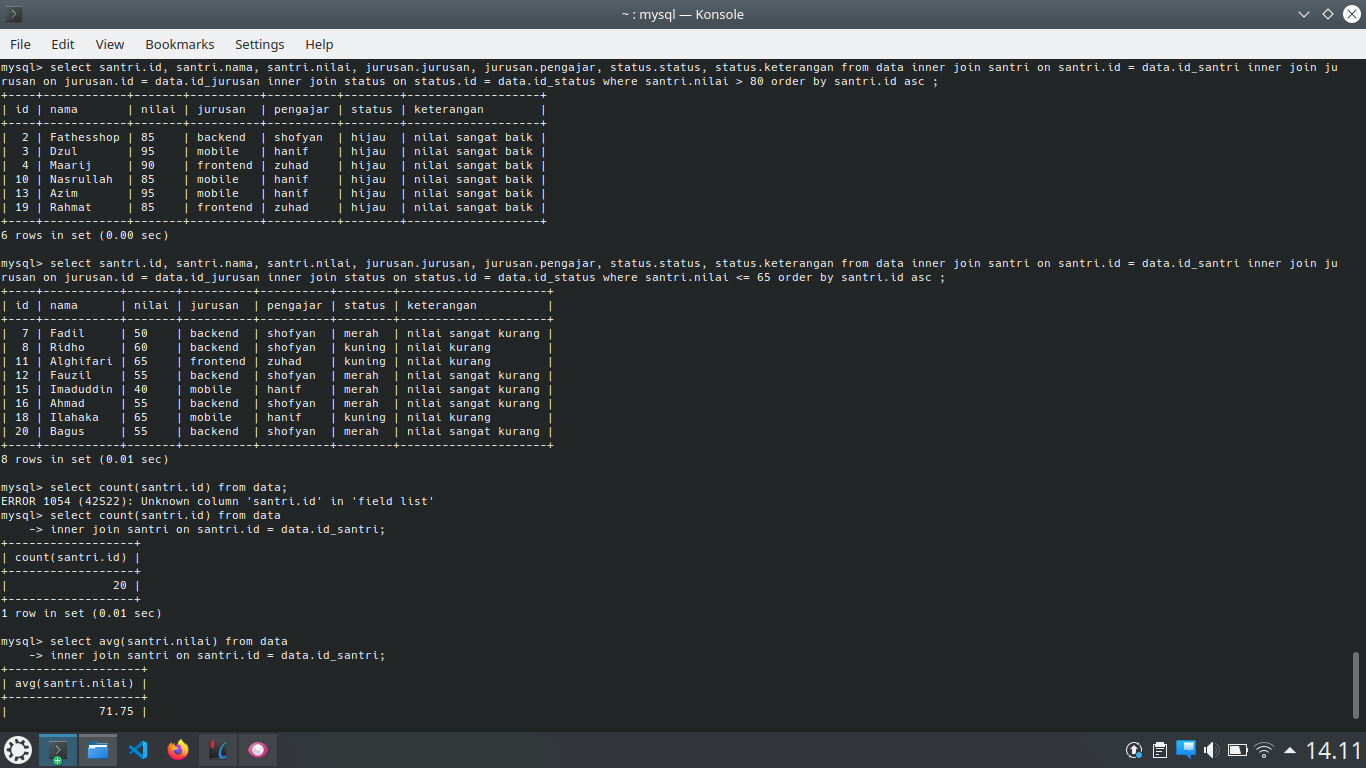 ~ : mysql — Konsole
File Edit View Bookmarks Settings Help
mysql> select santri.id, santri.nama, santri.nilai, jurusan.jurusan, jurusan.pengajar, status.status, status.keterangan from data inner join santri on santri.id = data.id_santri inner join ju
rusan on jurusan.id = data.id_jurusan inner join status on status.id = data.id_status where santri.nilai > 80 order by santri.id asc ;
+----+------------+-------+----------+----------+--------+-------------------+
| id | nama       | nilai | jurusan  | pengajar | status | keterangan        |
+----+------------+-------+----------+----------+--------+-------------------+
|  2 | Fathesshop | 85    | backend  | shofyan  | hijau  | nilai sangat baik |
|  3 | Dzul       | 95    | mobile   | hanif    | hijau  | nilai sangat baik |
|  4 | Maarij     | 90    | frontend | zuhad    | hijau  | nilai sangat baik |
| 10 | Nasrullah  | 85    | mobile   | hanif    | hijau  | nilai sangat baik |
| 13 | Azim       | 95    | mobile   | hanif    | hijau  | nilai sangat baik |
| 19 | Rahmat     | 85    | frontend | zuhad    | hijau  | nilai sangat baik |
+----+------------+-------+----------+----------+--------+-------------------+
6 rows in set (0.00 sec)
mysql> select santri.id, santri.nama, santri.nilai, jurusan.jurusan, jurusan.pengajar, status.status, status.keterangan from data inner join santri on santri.id = data.id_santri inner join ju
rusan on jurusan.id = data.id_jurusan inner join status on status.id = data.id_status where santri.nilai <= 65 order by santri.id asc ;
+----+-----------+-------+----------+----------+--------+---------------------+
| id | nama      | nilai | jurusan  | pengajar | status | keterangan          |
+----+-----------+-------+----------+----------+--------+---------------------+
|  7 | Fadil     | 50    | backend  | shofyan  | merah  | nilai sangat kurang |
|  8 | Ridho     | 60    | backend  | shofyan  | kuning | nilai kurang        |
| 11 | Alghifari | 65    | frontend | zuhad    | kuning | nilai kurang        |
| 12 | Fauzil    | 55    | backend  | shofyan  | merah  | nilai sangat kurang |
| 15 | Imaduddin | 40    | mobile   | hanif    | merah  | nilai sangat kurang |
| 16 | Ahmad     | 55    | backend  | shofyan  | merah  | nilai sangat kurang |
| 18 | Ilahaka   | 65    | mobile   | hanif    | kuning | nilai kurang        |
| 20 | Bagus     | 55    | backend  | shofyan  | merah  | nilai sangat kurang |
+----+-----------+-------+----------+----------+--------+---------------------+
8 rows in set (0.01 sec)
mysql> select count(santri.id) from data;
ERROR 1054 (42S22): Unknown column 'santri.id' in 'field list'
mysql> select count(santri.id) from data
    -> inner join santri on santri.id = data.id_santri;
+------------------+
| count(santri.id) |
+------------------+
|               20 |
+------------------+
1 row in set (0.01 sec)
mysql> select avg(santri.nilai) from data
    -> inner join santri on santri.id = data.id_santri;
+-------------------+
| avg(santri.nilai) |
+-------------------+
|             71.75 |
14.11